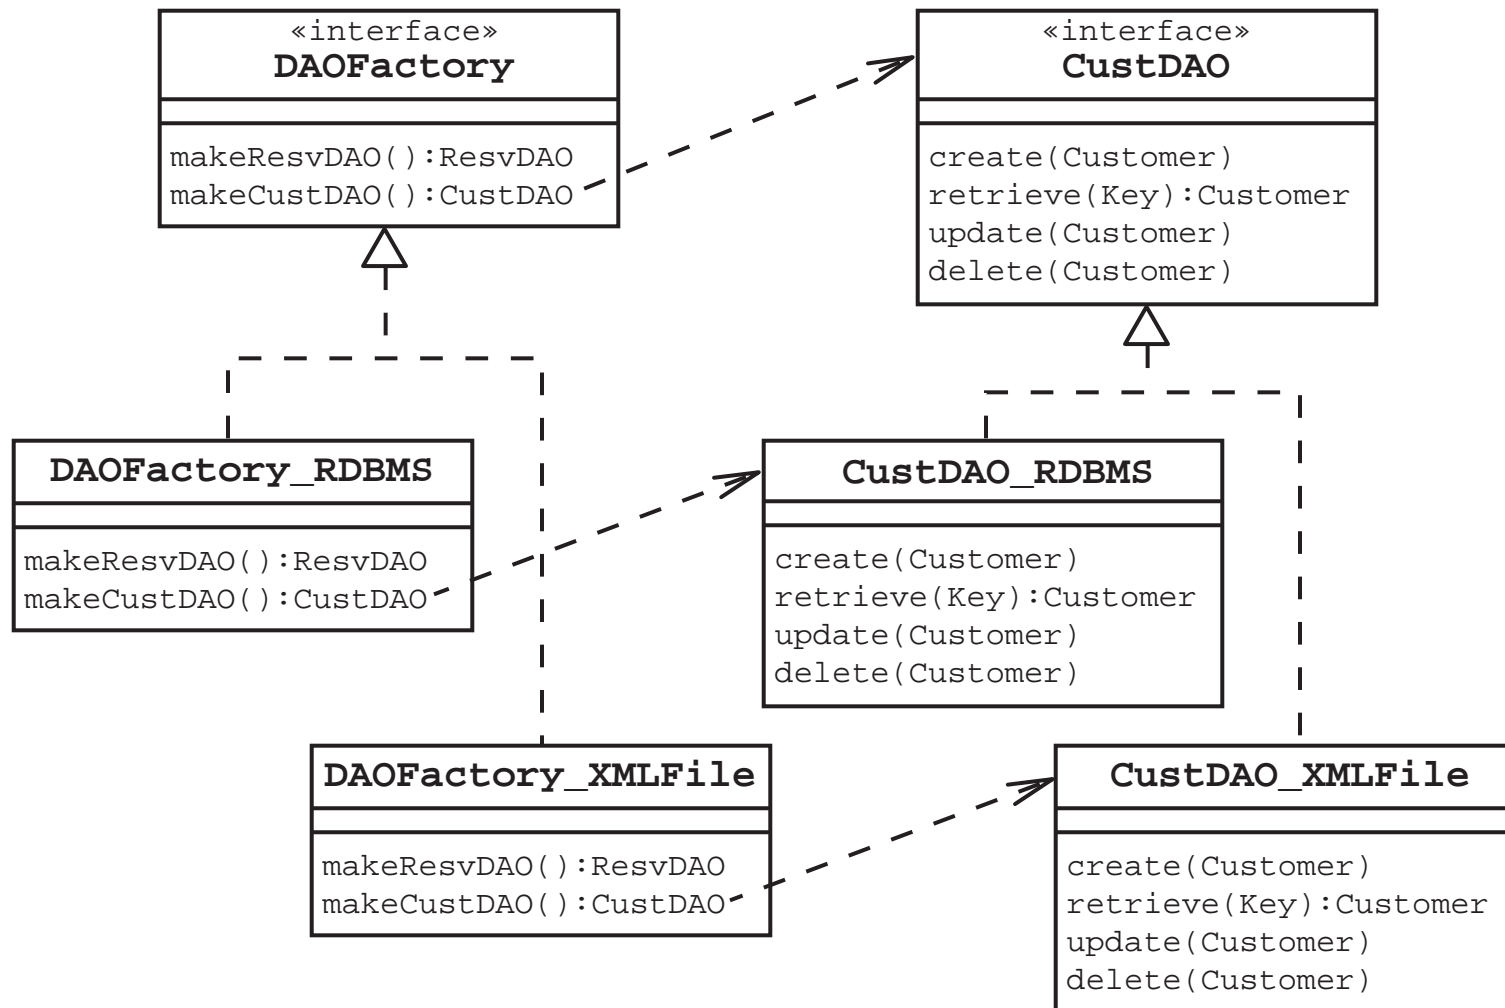 «interface»
DAOFactory
makeResvDAO():ResvDAO
makeCustDAO():CustDAO
«interface»
CustDAO
create(Customer)
retrieve(Key):Customer
update(Customer)
delete(Customer)
DAOFactory_RDBMS
makeResvDAO():ResvDAO
makeCustDAO():CustDAO
CustDAO_RDBMS
create(Customer)
retrieve(Key):Customer
update(Customer)
delete(Customer)
DAOFactory_XMLFile
makeResvDAO():ResvDAO
makeCustDAO():CustDAO
CustDAO_XMLFile
create(Customer)
retrieve(Key):Customer
update(Customer)
delete(Customer)